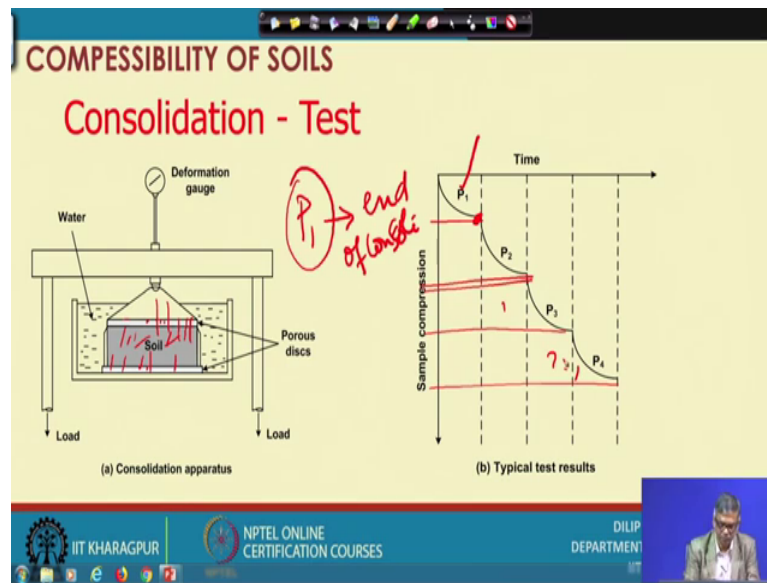 COMPESSIBILITY OF SOILS
Consolidation - Test
Deformation
gauge
Water
Soil
Porous
discs
Load
Load
(a) Consolidation apparatus
P1 → end
of
Time
Sample compression
P1
P2
P3
P4
(b) Typical test results
IIT KHARAGPUR
NPTEL ONLINE
CERTIFICATION COURSES
DILIP
DEPARTMENT